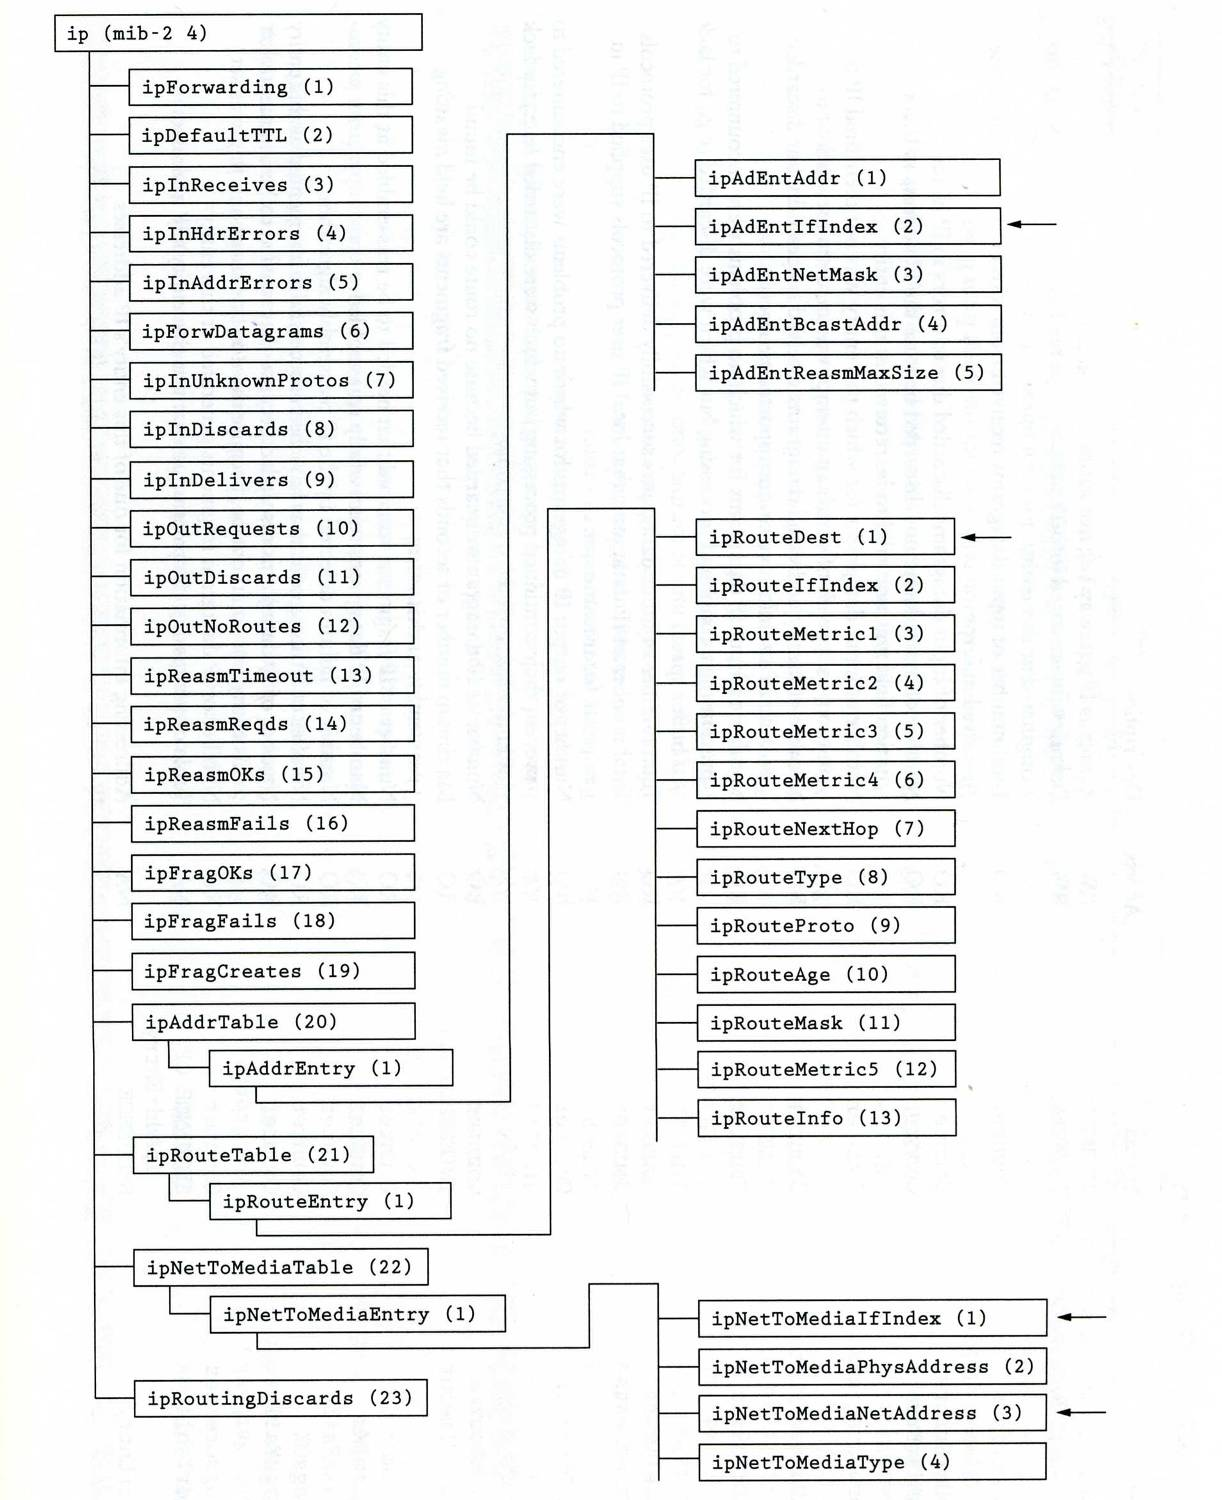 ip (mib-2 4)
ipForwarding (1)
ipDefaultTTL (2)
ipInReceives (3)
ipInHdrErrors (4)
ipInAddrErrors (5)
ipForwDatagrams (6)
ipInUnknownProtos (7)
ipInDiscards (8)
ipInDelivers (9)
ipOutRequests (10)
ipOutDiscards (11)
ipOutNoRoutes (12)
ipReasmTimeout (13)
ipReasmReqds (14)
ipReasmOKs (15)
ipReasmFails (16)
ipFragOKs (17)
ipFragFails (18)
ipFragCreates (19)
ipAddrTable (20)
ipAddrEntry (1)
ipAdEntAddr (1)
ipAdEntIfIndex (2)
ipAdEntNetMask (3)
ipAdEntBcastAddr (4)
ipAdEntReasmMaxSize (5)
ipRouteTable (21)
ipRouteEntry (1)
ipRouteDest (1)
ipRouteIfIndex (2)
ipRouteMetric1 (3)
ipRouteMetric2 (4)
ipRouteMetric3 (5)
ipRouteMetric4 (6)
ipRouteNextHop (7)
ipRouteType (8)
ipRouteProto (9)
ipRouteAge (10)
ipRouteMask (11)
ipRouteMetric5 (12)
ipRouteInfo (13)
ipNetToMediaTable (22)
ipNetToMediaEntry (1)
ipNetToMediaIfIndex (1)
ipNetToMediaPhysAddress (2)
ipNetToMediaNetAddress (3)
ipNetToMediaType (4)
ipRoutingDiscards (23)